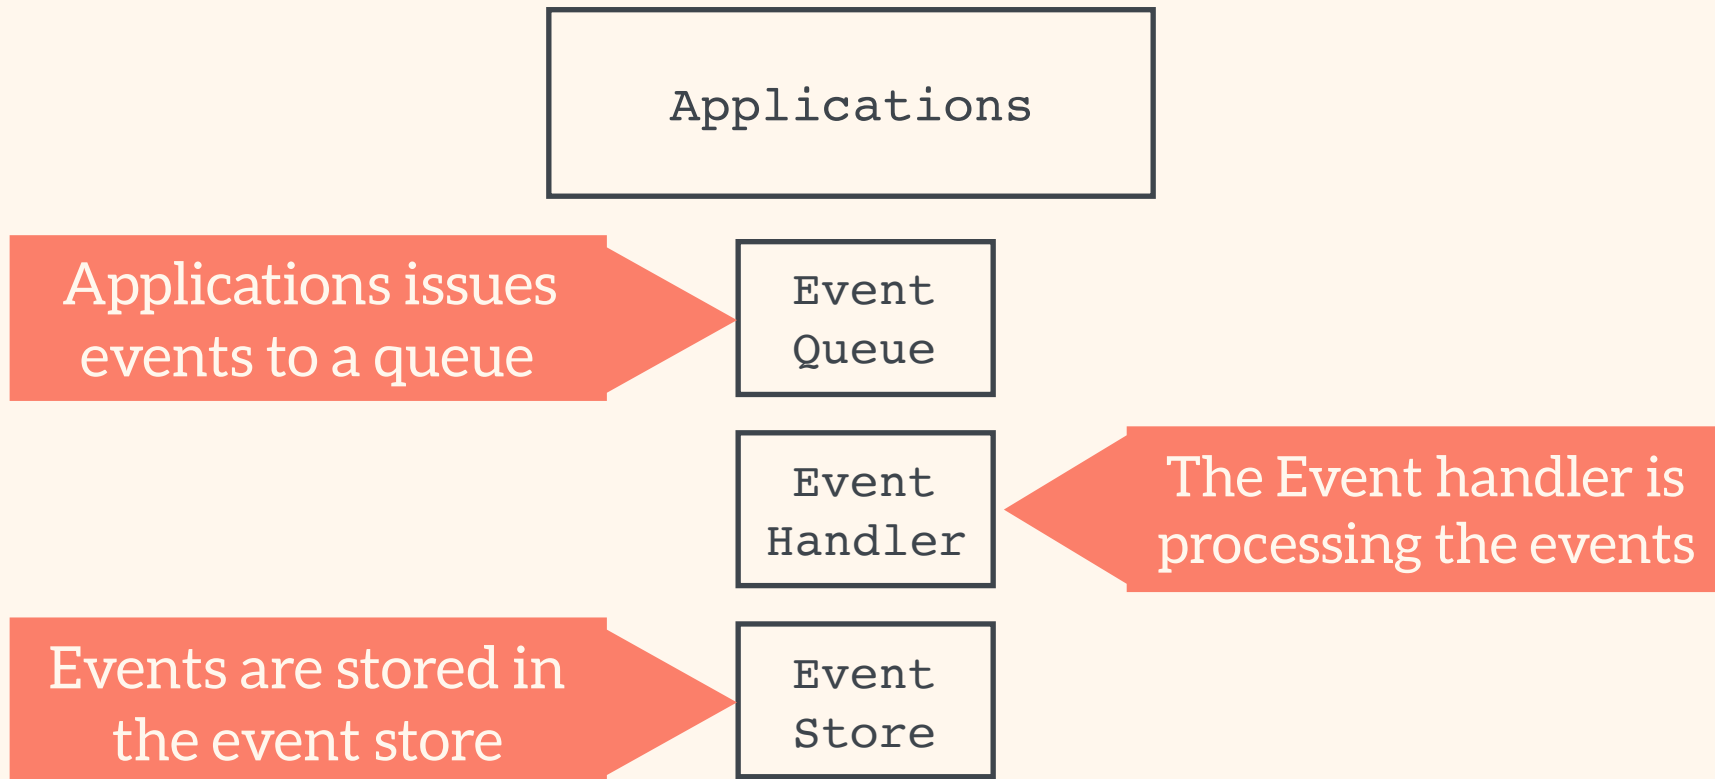 Applications
Applications issues
events to a queue
Event
Queue
Event
Handler
The Event handler is
processing the events
Events are stored in
the event store
Event
Store